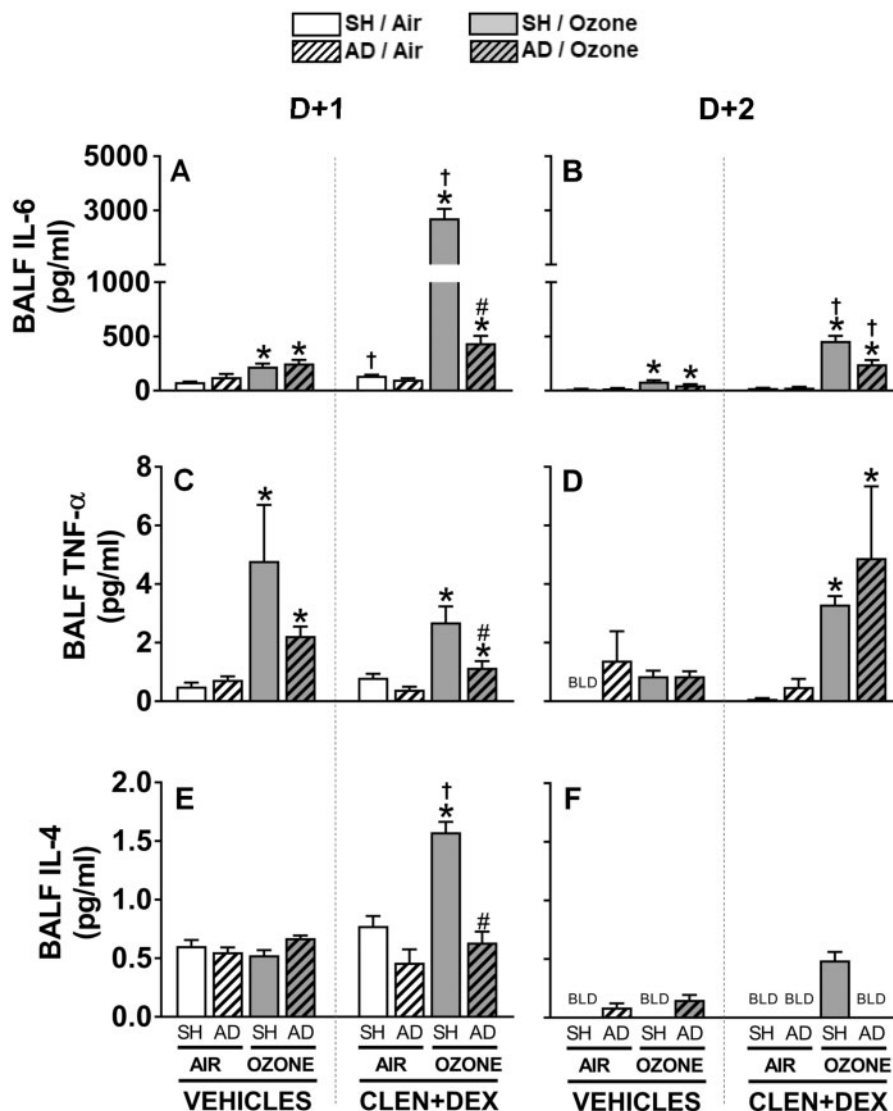 SH / Air
SH / Ozone
AD / Air
AD / Ozone
D+1
D+2
BALF IL-6
(pg/ml)
5000
3000
1000
500
0
A
†
*
*
*
†
#
*
B
*
*
†
*
†
*
BALF TNF-α
(pg/ml)
8
6
4
2
0
C
*
*
*
#
*
D
BLD
*
*
BALF IL-4
(pg/ml)
2.0
1.5
1.0
0.5
0.0
E
†
*
#
F
BLD
BLD
BLD
BLD
BLD
SH AD SH AD
SH AD SH AD
SH AD SH AD
SH AD SH AD
AIR OZONE
AIR OZONE
AIR OZONE
AIR OZONE
VEHICLES
CLEN+DEX
VEHICLES
CLEN+DEX